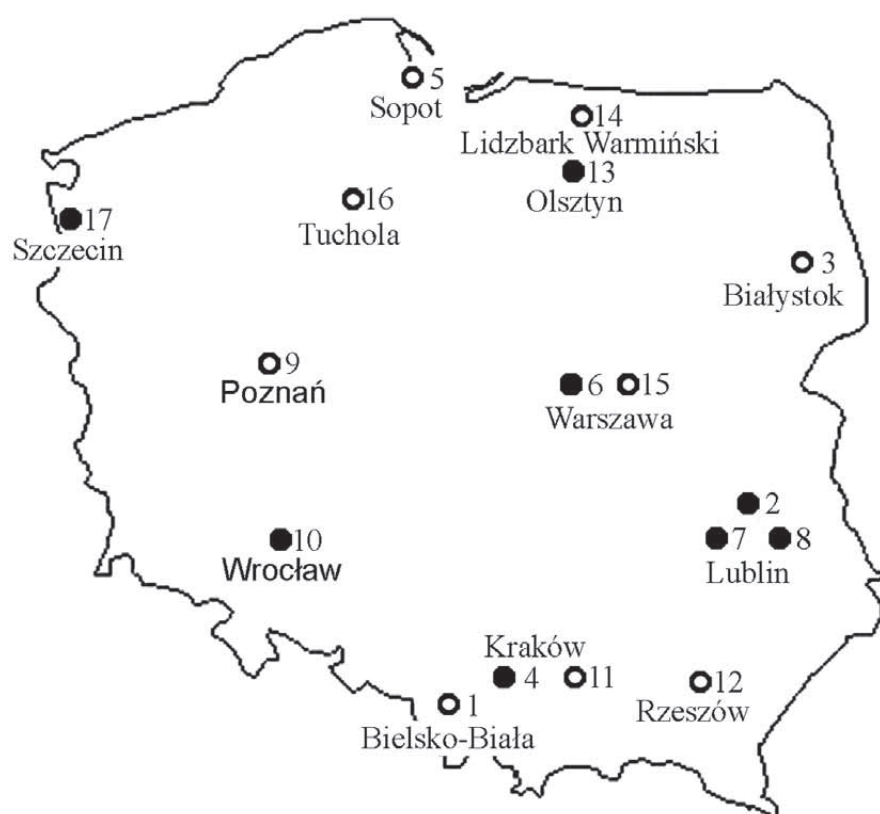 5
Sopot
14
Lidzbark Warmiński
13
Olsztyn
16
Tuchola
17
Szczecin
3
Białystok
9
Poznań
6 15
Warszawa
2
7 8
Lublin
10
Wrocław
Kraków
4 11
12
Rzeszów
1
Bielsko-Biała